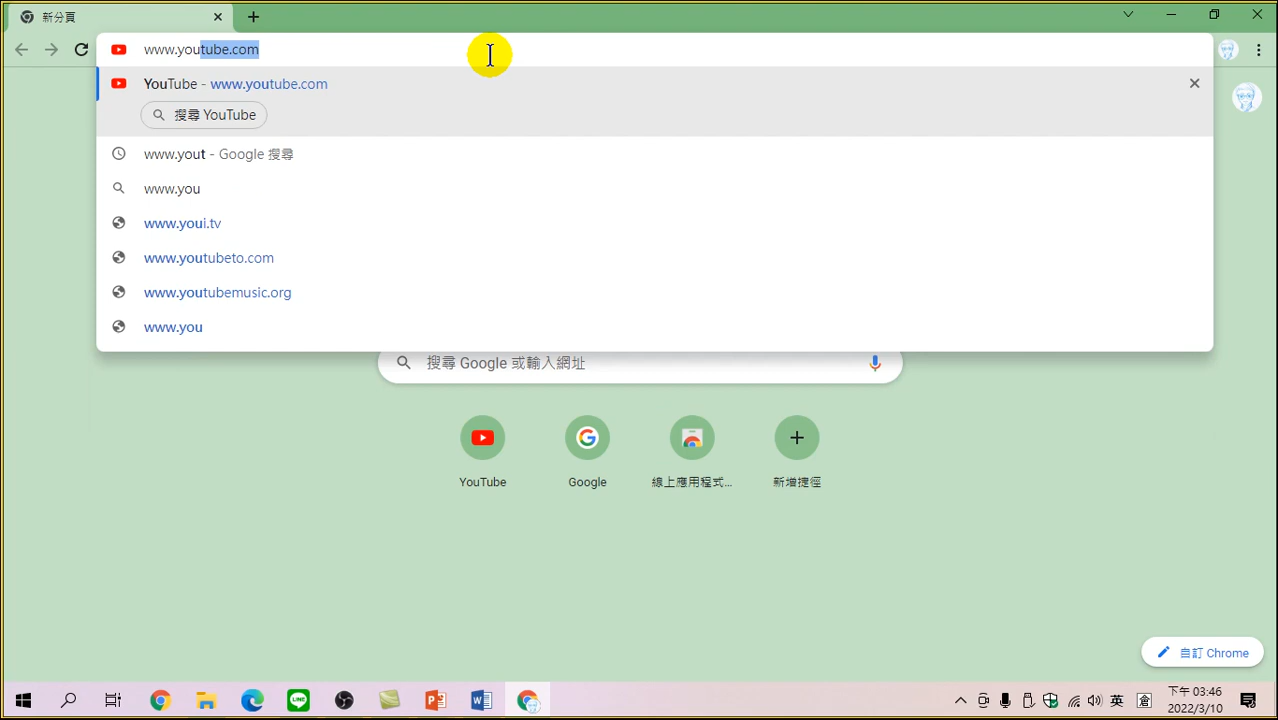 新分頁
www.youtube.com
YouTube - www.youtube.com
搜尋 YouTube
www.yout - Google 搜尋
www.you
www.youi.tv
www.youtubeto.com
www.youtubemusic.org
www.you
搜尋 Google 或輸入網址
YouTube
Google
線上應用程式...
新增捷徑
自訂 Chrome
LINE
英
倉
下午 03:46
2022/3/10